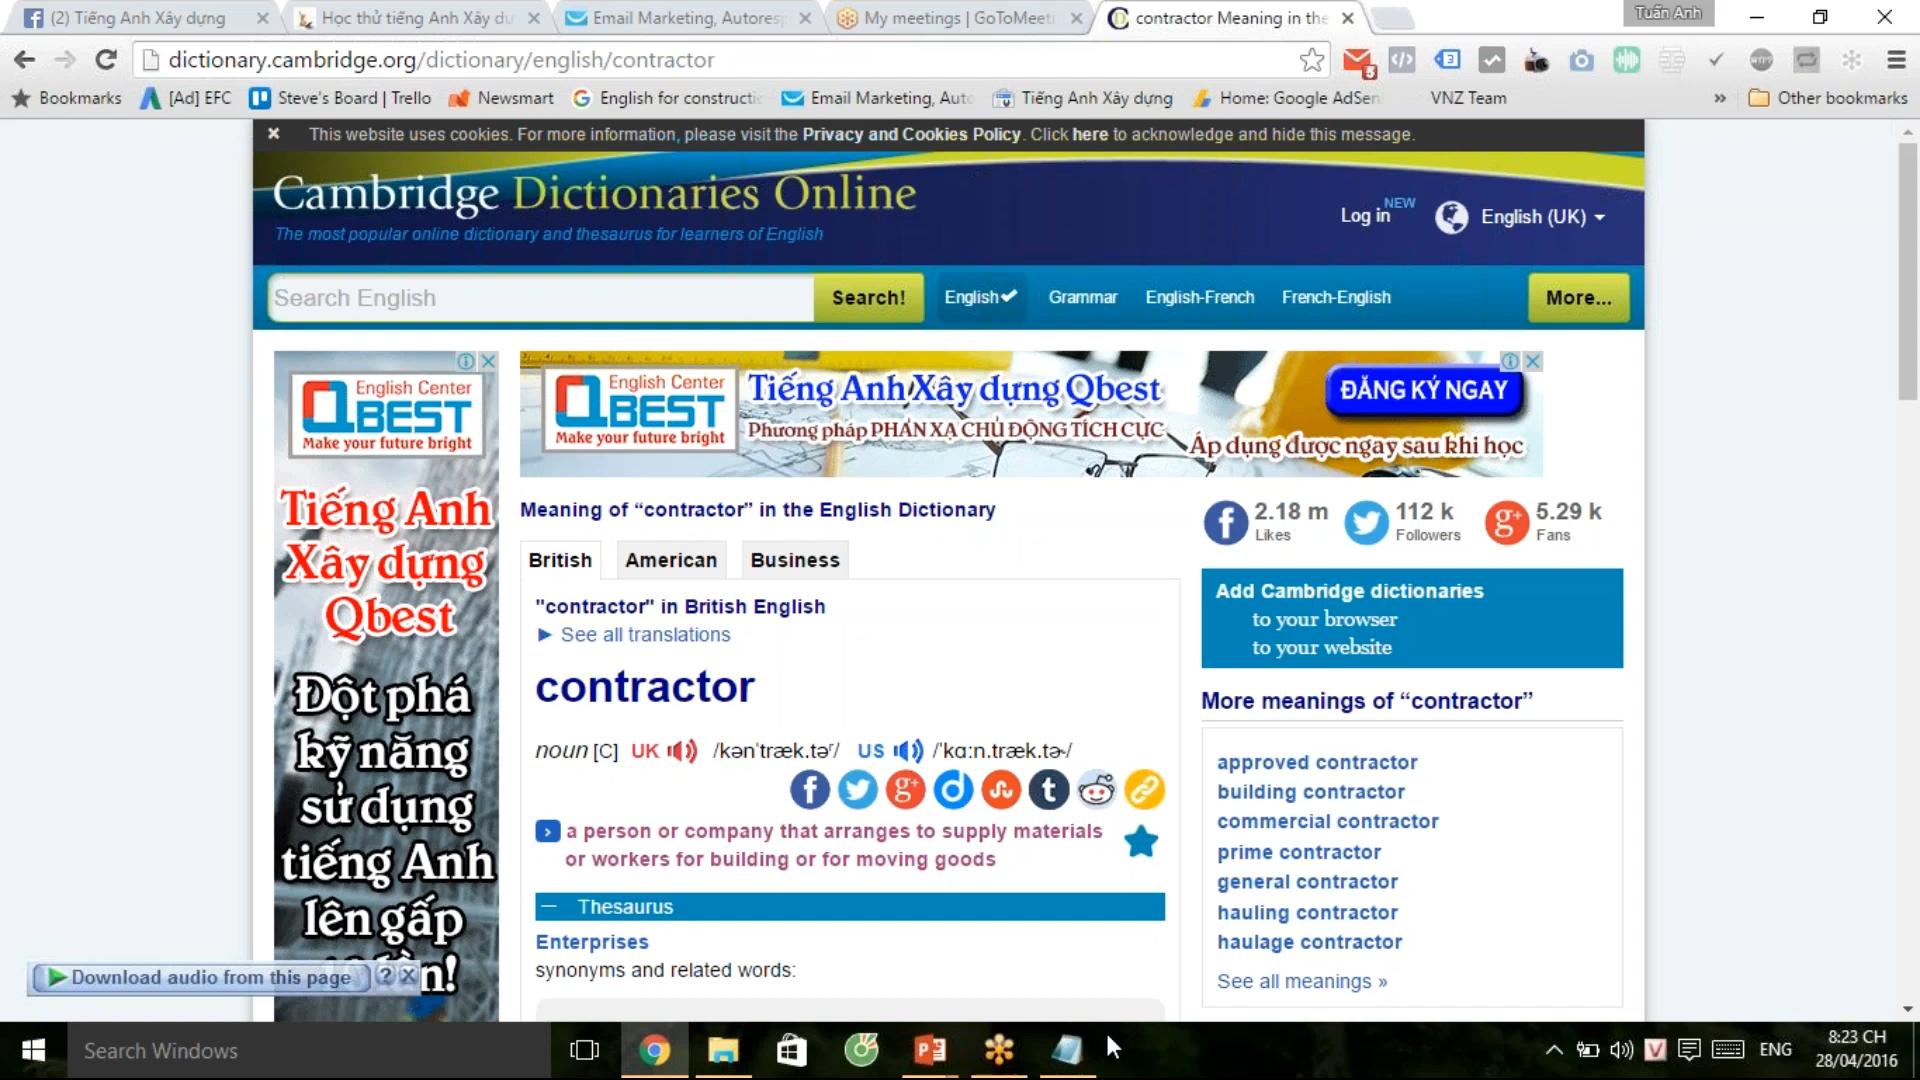 (2) Tiếng Anh Xây dựng
Học thử tiếng Anh Xây dự
Email Marketing, Autoresp
My meetings | GoToMeeti
contractor Meaning in the
Tuấn Anh
dictionary.cambridge.org/dictionary/english/contractor
5
3
Bookmarks
[Ad] EFC
Steve's Board | Trello
Newsmart
English for constructio
Email Marketing, Auto
Tiếng Anh Xây dựng
Home: Google AdSen
VNZ Team
»
Other bookmarks
This website uses cookies. For more information, please visit the Privacy and Cookies Policy. Click here to acknowledge and hide this message.
Cambridge Dictionaries Online
The most popular online dictionary and thesaurus for learners of English
Log in NEW
English (UK)
Search English
Search!
English
Grammar
English-French
French-English
More...
English Center
QBEST
Make your future bright
Tiếng Anh
Xây dựng
Qbest
Đột phá
kỹ năng
sử dụng
tiếng Anh
lên gấp
n!
English Center
QBEST
Make your future bright
Tiếng Anh Xây dựng Qbest
Phương pháp PHẢN XẠ CHỦ ĐỘNG TÍCH CỰC
ĐĂNG KÝ NGAY
Áp dụng được ngay sau khi học
Meaning of “contractor” in the English Dictionary
British
American
Business
"contractor" in British English
► See all translations
contractor
noun [C] UK /kənˈtræk.təʳ/ US /ˈkɑːn.træk.tɚ/
a person or company that arranges to supply materials
or workers for building or for moving goods
Thesaurus
Enterprises
synonyms and related words:
2.18 m
Likes
112 k
Followers
5.29 k
Fans
Add Cambridge dictionaries
to your browser
to your website
More meanings of “contractor”
approved contractor
building contractor
commercial contractor
prime contractor
general contractor
hauling contractor
haulage contractor
See all meanings »
Download audio from this page
?
Search Windows
ENG
8:23 CH
28/04/2016